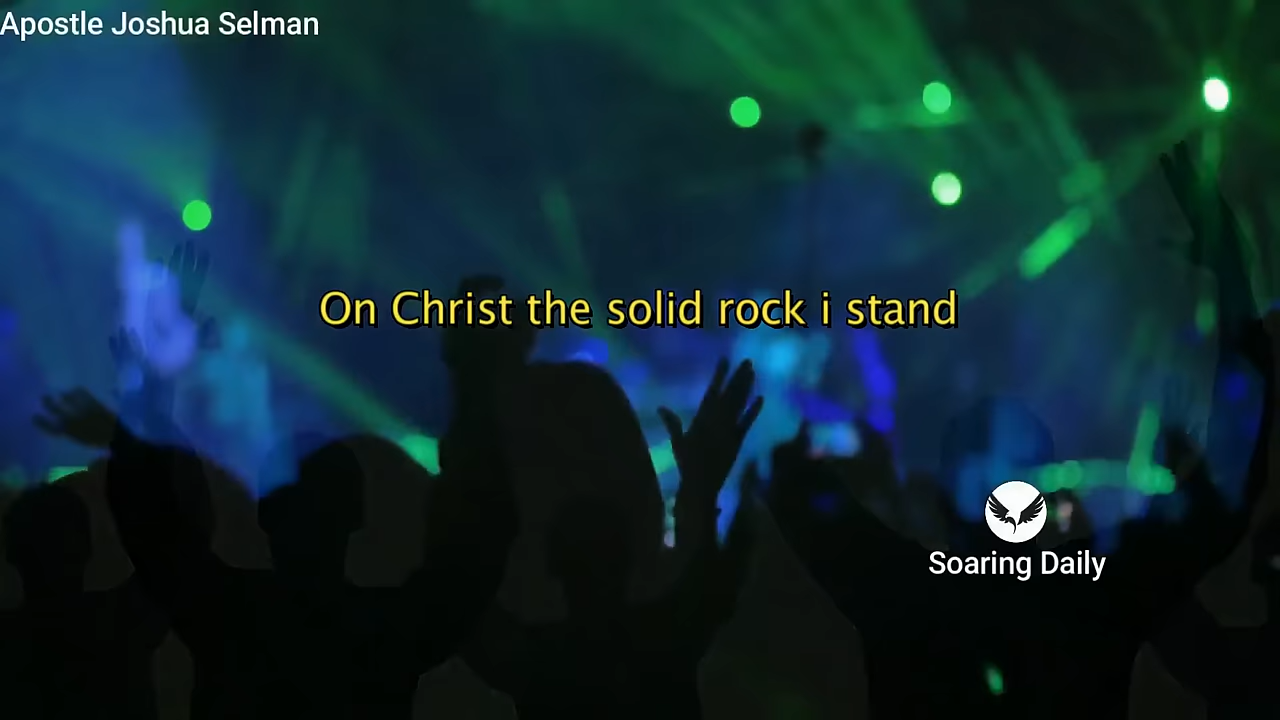 Apostle Joshua Selman
On Christ the solid rock i stand
Soaring Daily